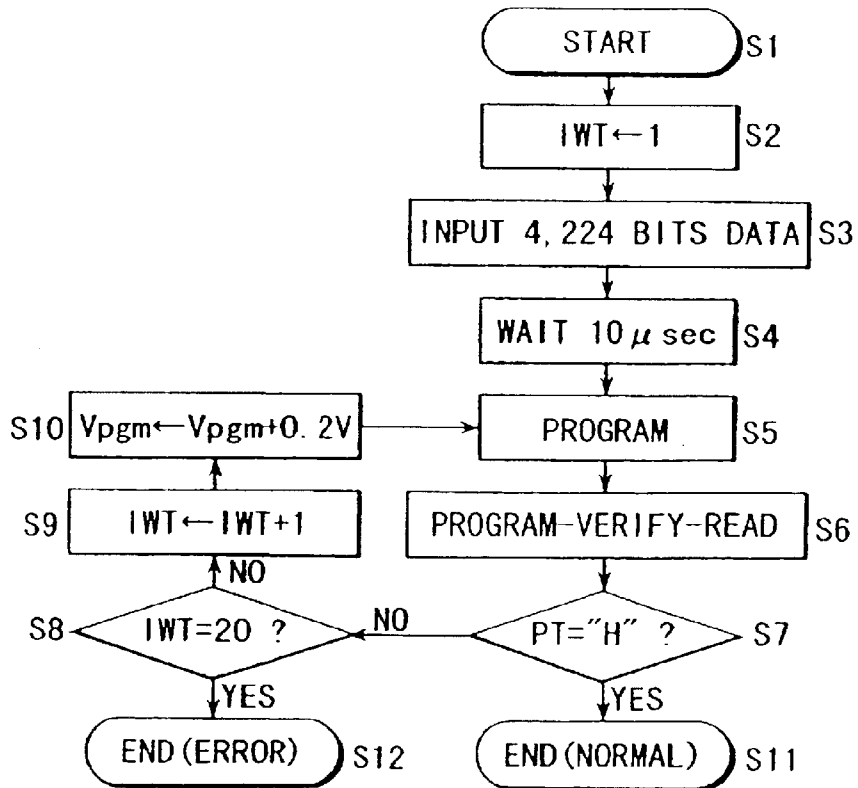 START
S1
IWT←1
S2
INPUT 4,224 BITS DATA
S3
WAIT 10μsec
S4
PROGRAM
S5
PROGRAM-VERIFY-READ
S6
PT="H" ?
S7
YES
END(NORMAL)
S11
NO
S8
IWT=20 ?
YES
END(ERROR)
S12
NO
S9
IWT←IWT+1
S10
Vpgm←Vpgm+0.2V